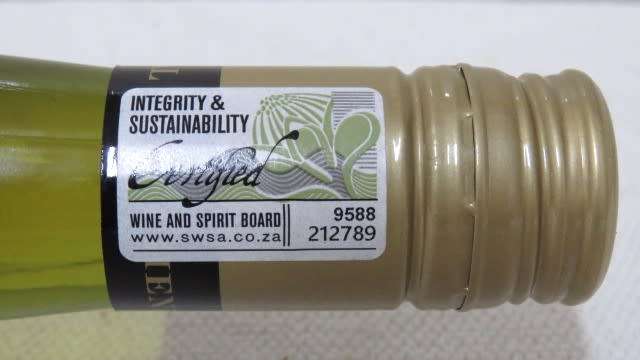 INTEGRITY &
SUSTAINABILITY
Certified
WINE AND SPIRIT BOARD
www.swsa.co.za
9588
212789